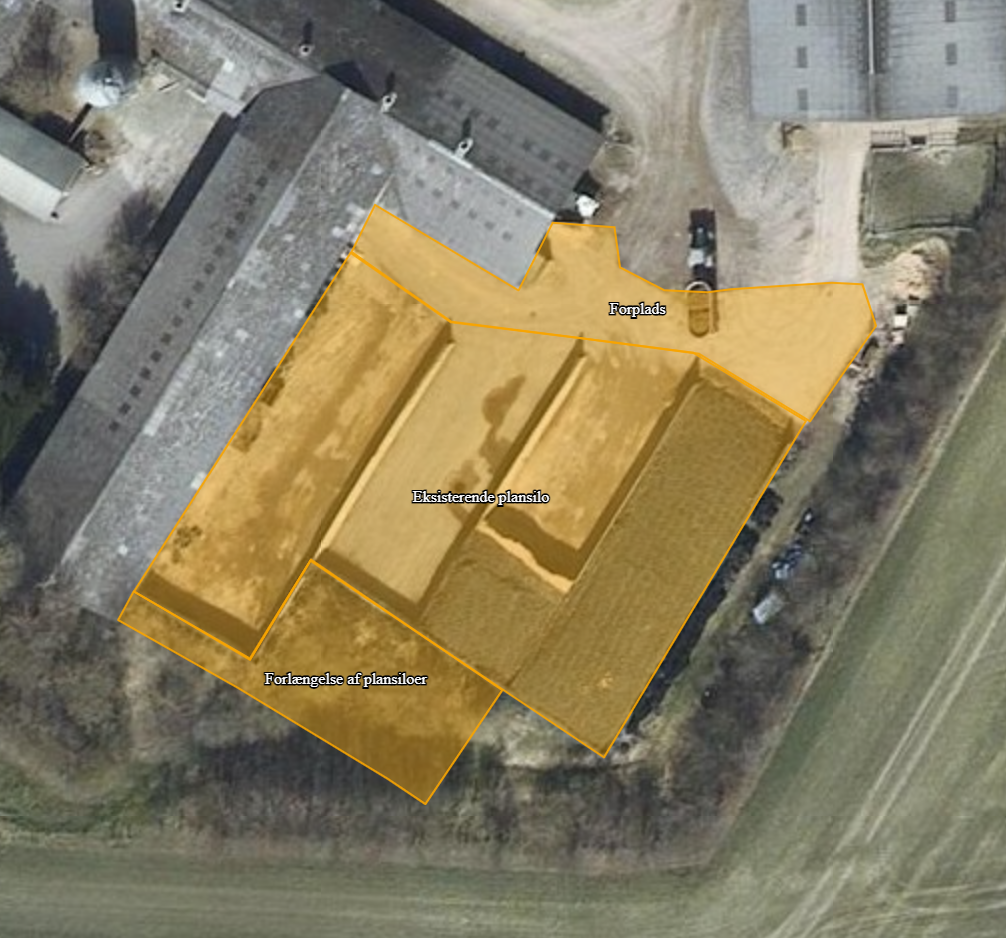 Forplads
Eksisterende plansilo
Forlængelse af plansiloer